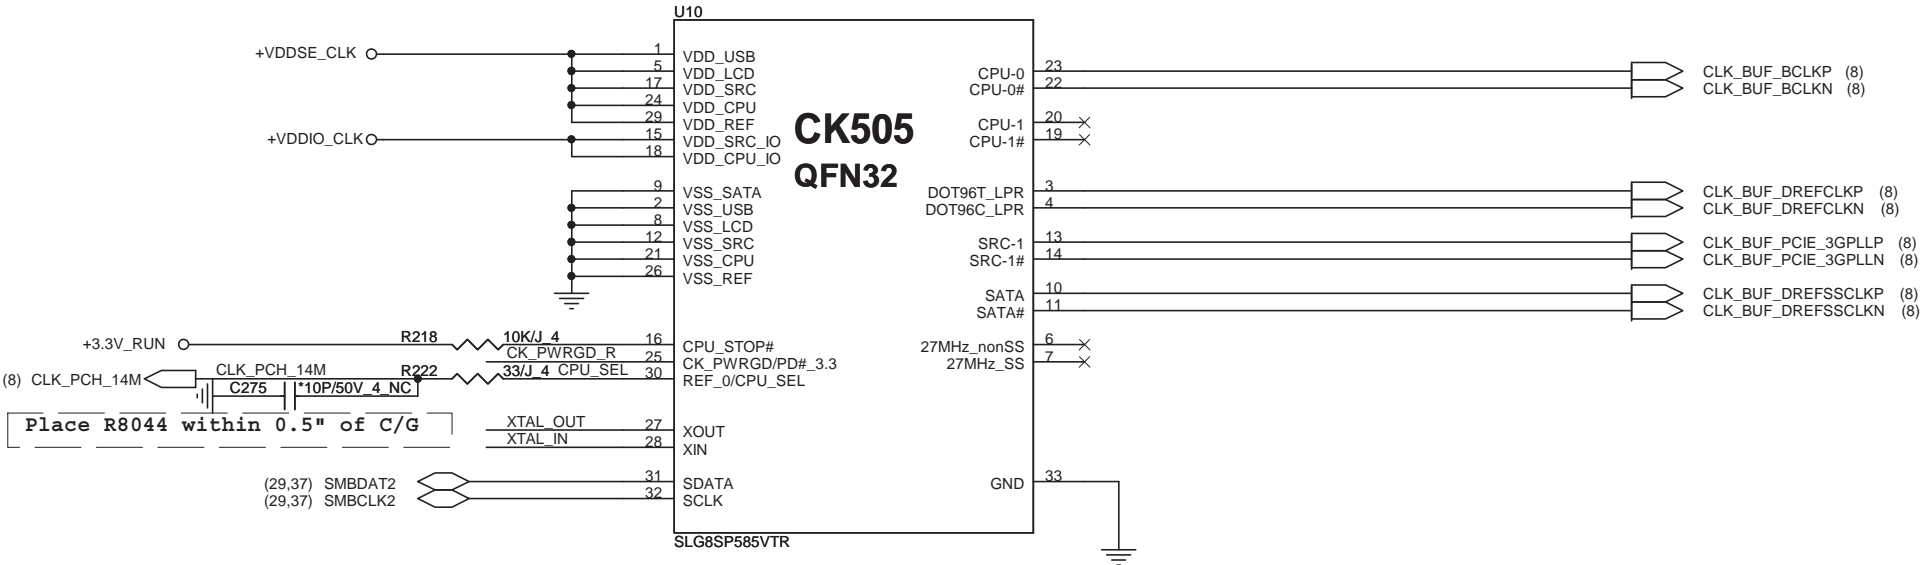 U10
+VDDSE_CLK
1 VDD_USB
5 VDD_LCD
17 VDD_SRC
24 VDD_CPU
29 VDD_REF
+VDDIO_CLK
15 VDD_SRC_IO
18 VDD_CPU_IO
9 VSS_SATA
2 VSS_USB
8 VSS_LCD
12 VSS_SRC
21 VSS_CPU
26 VSS_REF
+3.3V_RUN R218 10K/J_4 16 CPU_STOP#
CK_PWRGD_R 25 CK_PWRGD/PD#_3.3
(8) CLK_PCH_14M CLK_PCH_14M R222 33/J_4 CPU_SEL 30 REF_0/CPU_SEL
C275 *10P/50V_4_NC
Place R8044 within 0.5" of C/G
XTAL_OUT 27 XOUT
XTAL_IN 28 XIN
(29,37) SMBDAT2 31 SDATA
(29,37) SMBCLK2 32 SCLK
CK505
QFN32
CPU-0 23 CLK_BUF_BCLKP (8)
CPU-0# 22 CLK_BUF_BCLKN (8)
CPU-1 20
CPU-1# 19
DOT96T_LPR 3 CLK_BUF_DREFCLKP (8)
DOT96C_LPR 4 CLK_BUF_DREFCLKN (8)
SRC-1 13 CLK_BUF_PCIE_3GPLLP (8)
SRC-1# 14 CLK_BUF_PCIE_3GPLLN (8)
SATA 10 CLK_BUF_DREFSSCLKP (8)
SATA# 11 CLK_BUF_DREFSSCLKN (8)
27MHz_nonSS 6
27MHz_SS 7
GND 33
SLG8SP585VTR